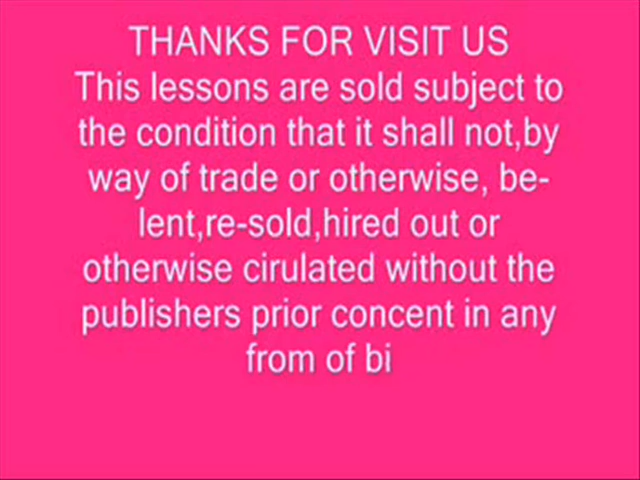 THANKS FOR VISIT US
This lessons are sold subject to
the condition that it shall not,by
way of trade or otherwise, be-
lent,re-sold,hired out or
otherwise cirulated without the
publishers prior concent in any
from of bi